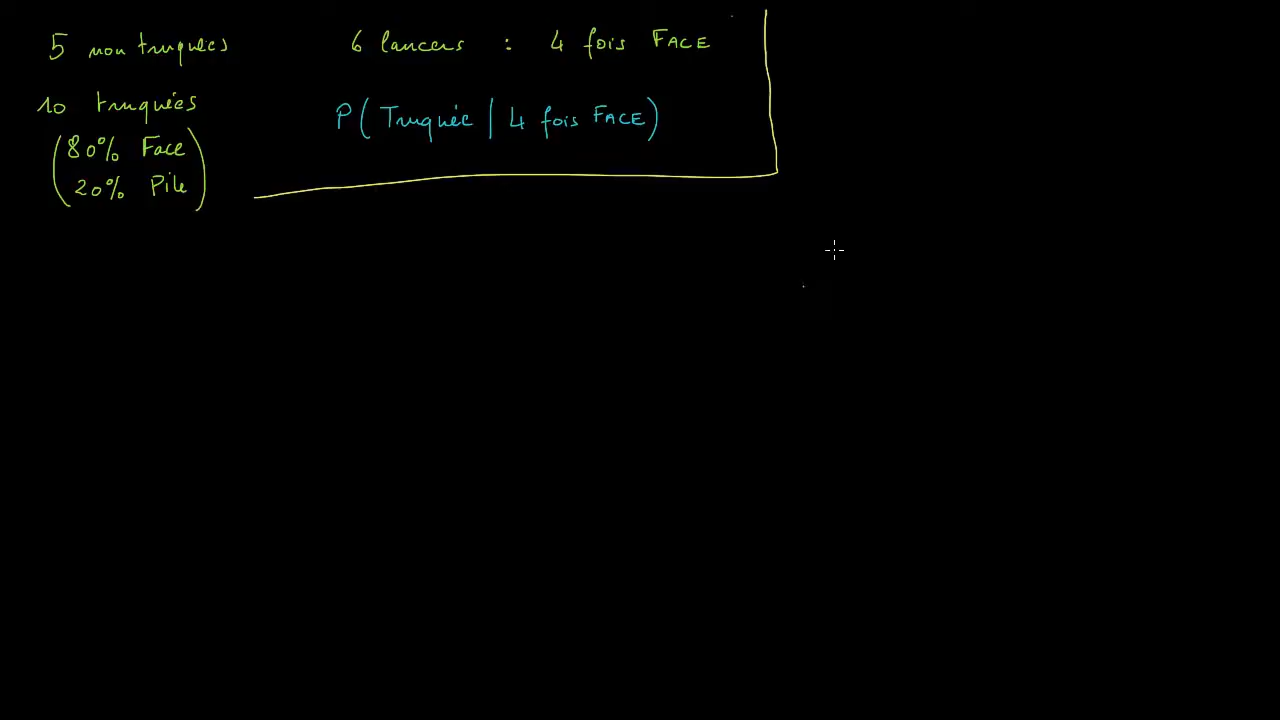 5 non truquées
6 lancers : 4 fois FACE
10 truquées
P(Truquée | 4 fois FACE)
(80% Face
20% Pile)